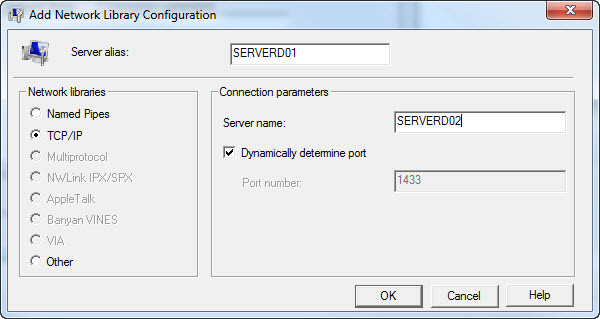 Add Network Library Configuration
Server alias: SERVERD01
Network libraries
Named Pipes
TCP/IP
Multiprotocol
NWLink IPX/SPX
AppleTalk
Banyan VINES
VIA
Other
Connection parameters
Server name: SERVERD02
Dynamically determine port
Port number: 1433
OK Cancel Help